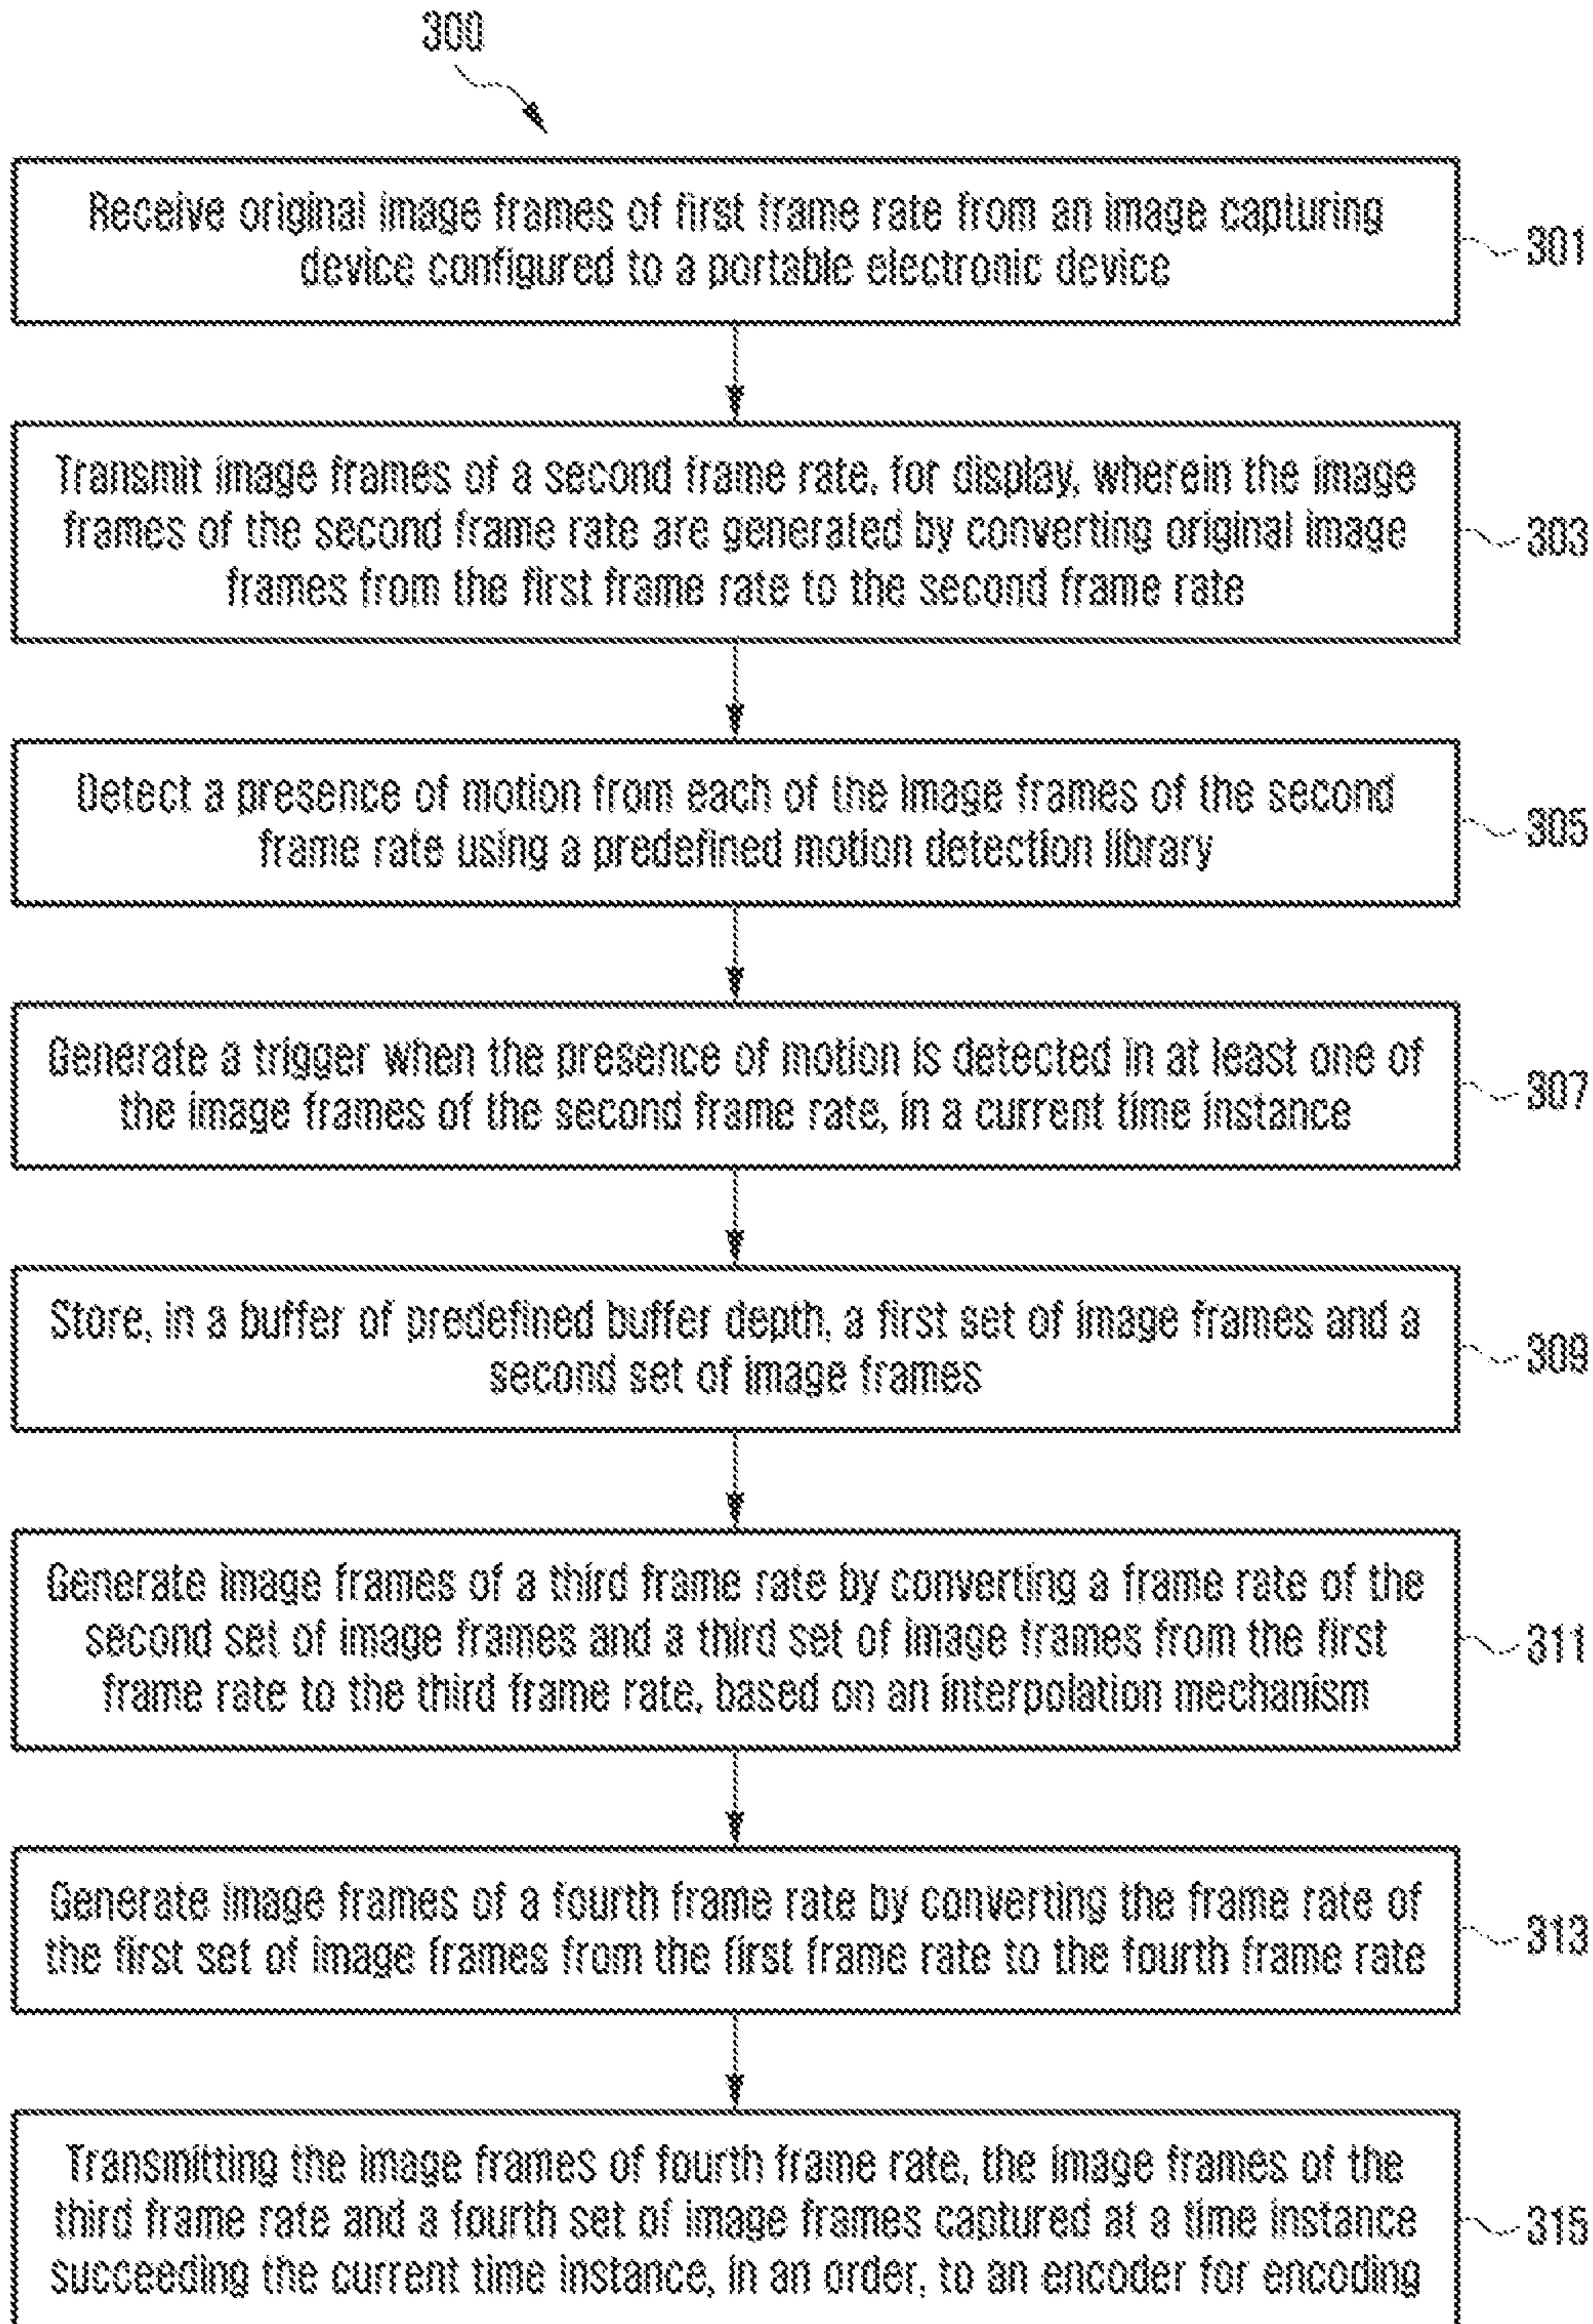 300
Receive original image frames of first frame rate from an image capturing
device configured to a portable electronic device
301
Transmit image frames of a second frame rate, for display, wherein the image
frames of the second frame rate are generated by converting original image
frames from the first frame rate to the second frame rate
303
Detect a presence of motion from each of the image frames of the second
frame rate using a predefined motion detection library
305
Generate a trigger when the presence of motion is detected in at least one of
the image frames of the second frame rate, in a current time instance
307
Store, in a buffer of predefined buffer depth, a first set of image frames and a
second set of image frames
309
Generate image frames of a third frame rate by converting a frame rate of the
second set of image frames and a third set of image frames from the first
frame rate to the third frame rate, based on an interpolation mechanism
311
Generate image frames of a fourth frame rate by converting the frame rate of
the first set of image frames from the first frame rate to the fourth frame rate
313
Transmitting the image frames of fourth frame rate, the image frames of the
third frame rate and a fourth set of image frames captured at a time instance
succeeding the current time instance, in an order, to an encoder for encoding
315